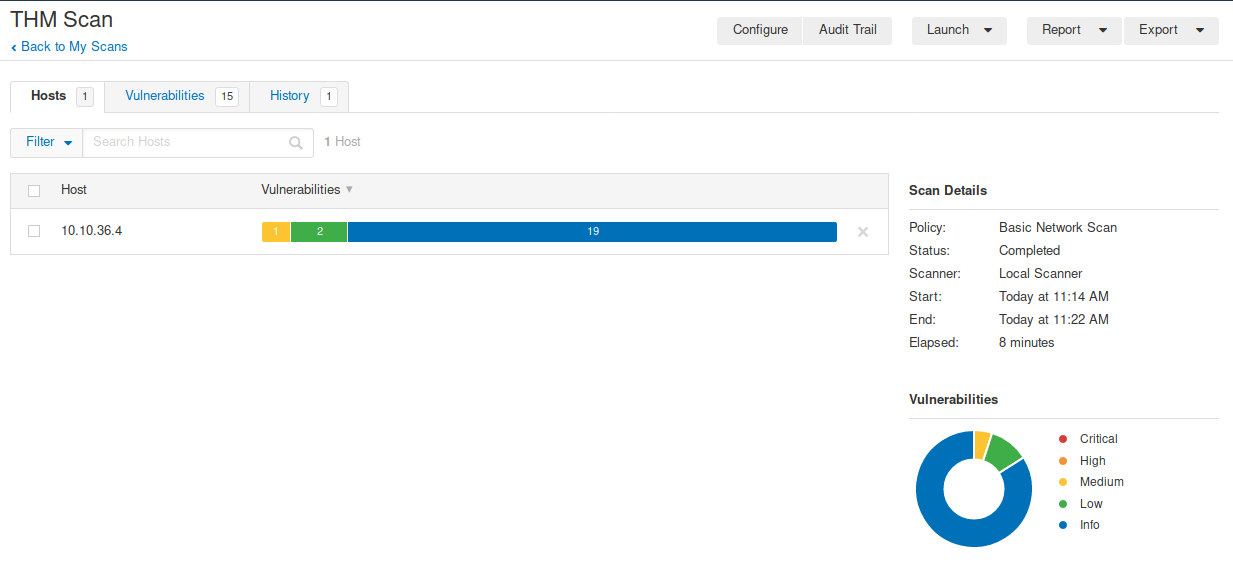 THM Scan
Configure Audit Trail Launch Report Export
‹ Back to My Scans
Hosts 1 Vulnerabilities 15 History 1
Filter Search Hosts 1 Host
Host Vulnerabilities
10.10.36.4 1 2 19
Scan Details
Policy: Basic Network Scan
Status: Completed
Scanner: Local Scanner
Start: Today at 11:14 AM
End: Today at 11:22 AM
Elapsed: 8 minutes
Vulnerabilities
Critical
High
Medium
Low
Info